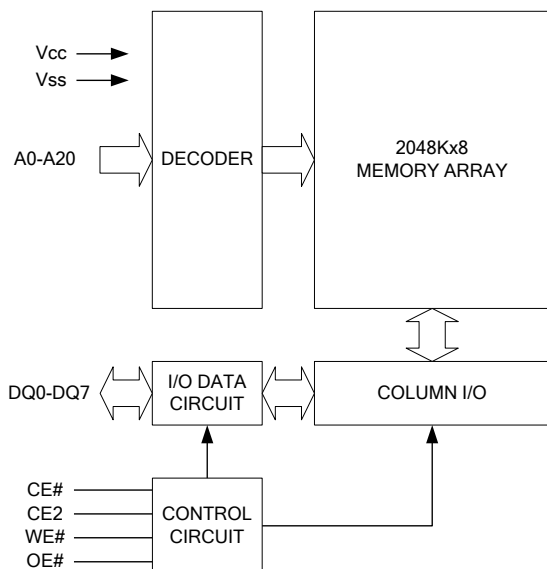 Vcc
Vss
A0-A20
DECODER
2048Kx8
MEMORY ARRAY
DQ0-DQ7
I/O DATA
CIRCUIT
COLUMN I/O
CE#
CE2
WE#
OE#
CONTROL
CIRCUIT